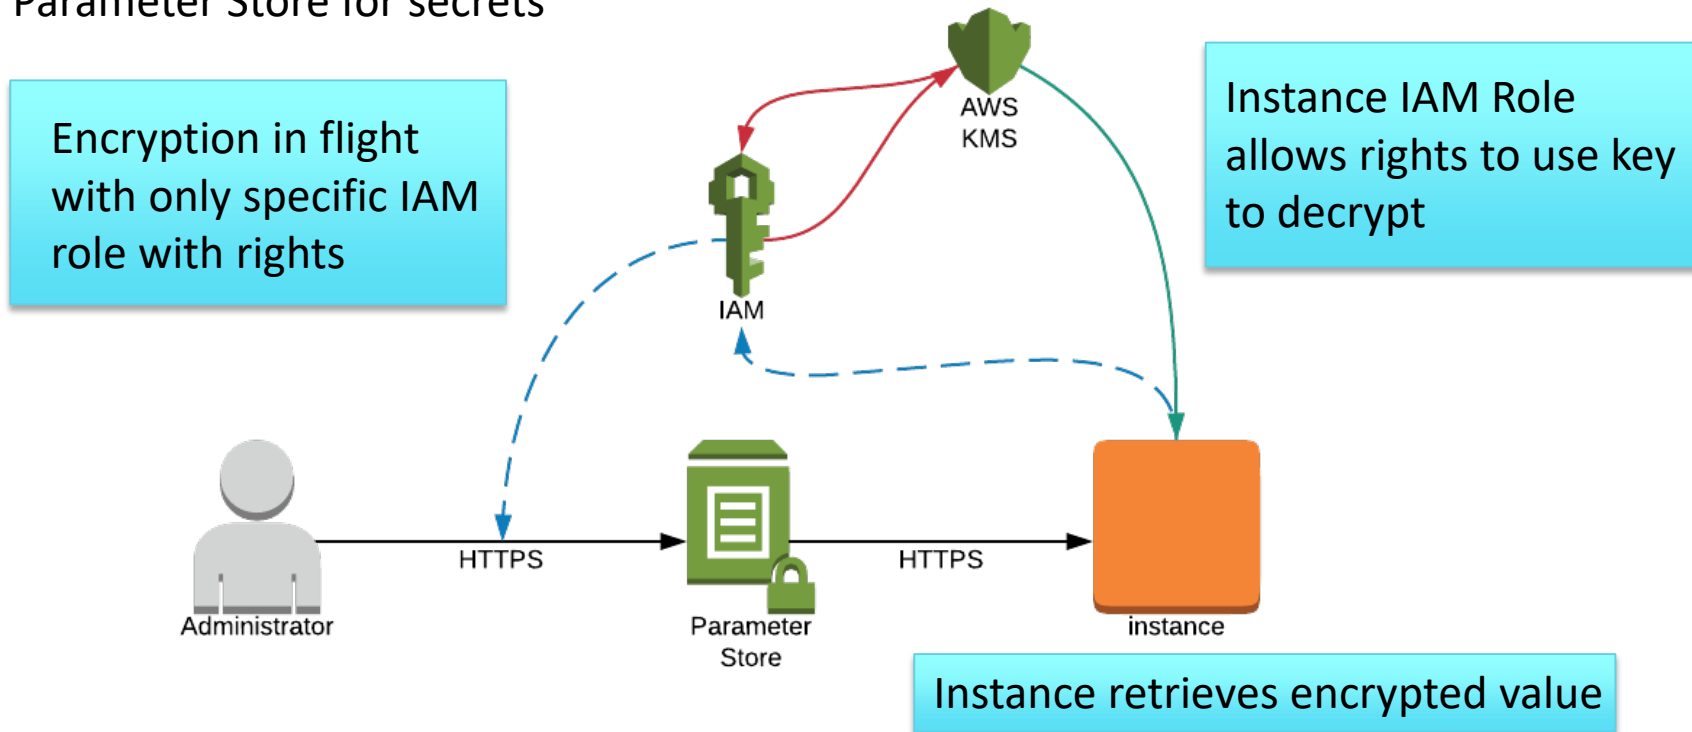 Parameter Store for secrets
Encryption in flight
with only specific IAM
role with rights
AWS
KMS
Instance IAM Role
allows rights to use key
to decrypt
IAM
HTTPS
HTTPS
Administrator
Parameter
Store
instance
Instance retrieves encrypted value